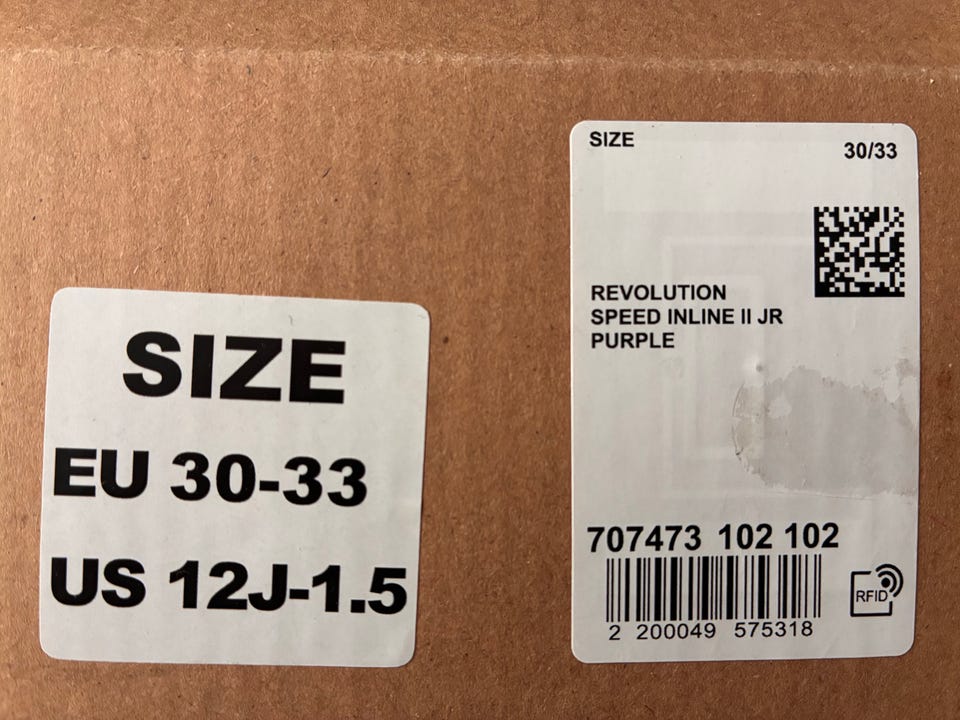 SIZE
EU 30-33
US 12J-1.5
SIZE 30/33
REVOLUTION
SPEED INLINE II JR
PURPLE
707473 102 102
2 200049 575318
RFID